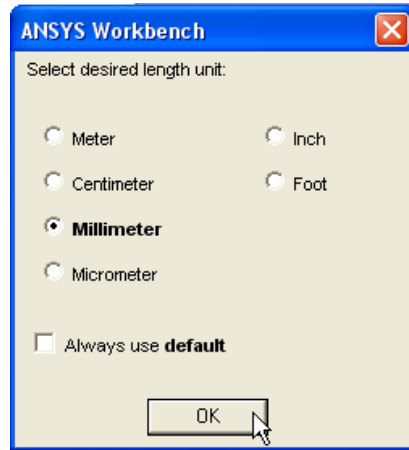 ANSYS Workbench
Select desired length unit:
Meter
Inch
Centimeter
Foot
Millimeter
Micrometer
Always use default
OK